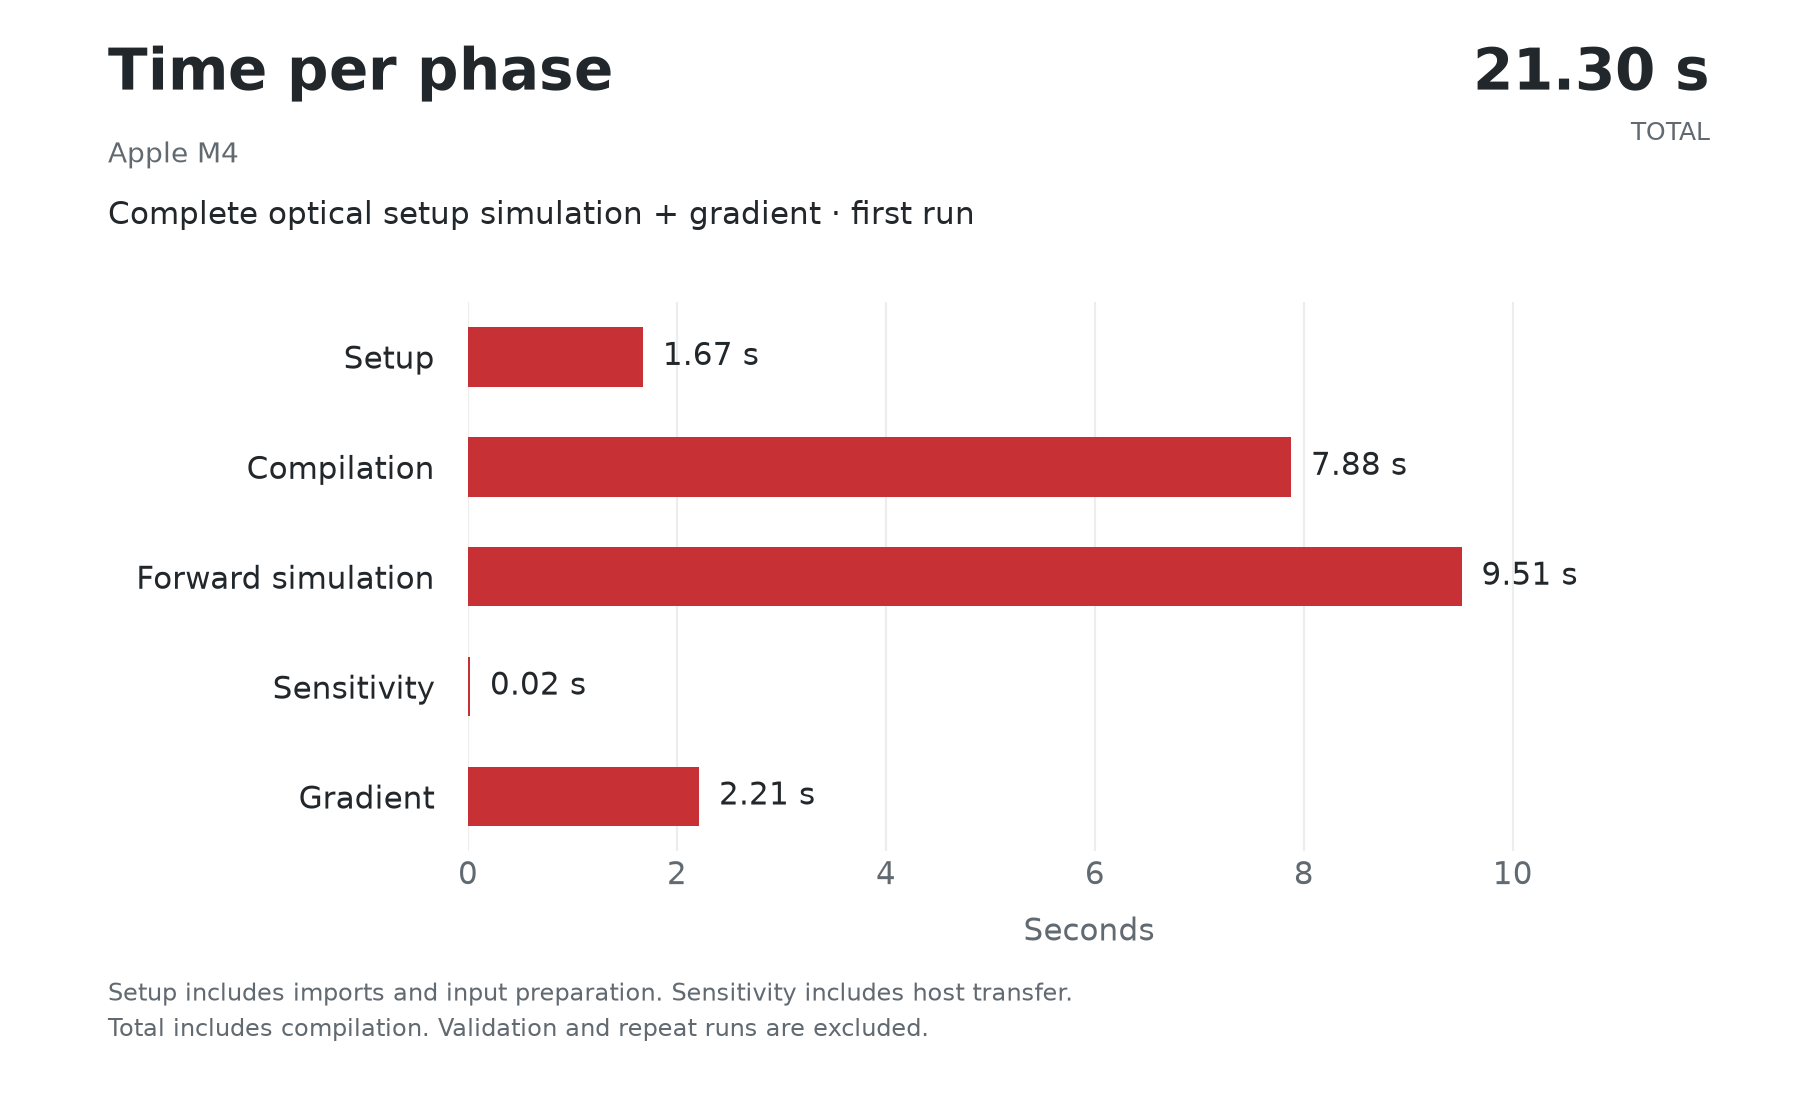 Time per phase
21.30 s
TOTAL
Apple M4
Complete optical setup simulation + gradient · first run
Setup
1.67 s
Compilation
7.88 s
Forward simulation
9.51 s
Sensitivity
0.02 s
Gradient
2.21 s
0 2 4 6 8 10
Seconds
Setup includes imports and input preparation. Sensitivity includes host transfer.
Total includes compilation. Validation and repeat runs are excluded.